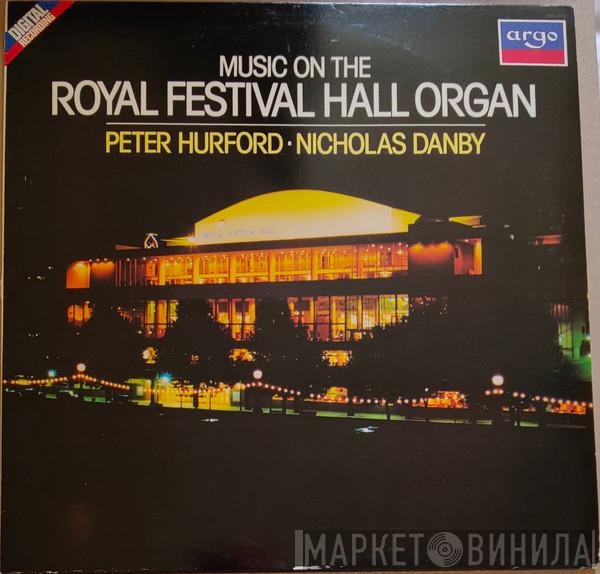 DIGITAL
RECORDING
argo
MUSIC ON THE
ROYAL FESTIVAL HALL ORGAN
PETER HURFORD · NICHOLAS DANBY
ROYAL FESTIVAL HALL
МАРКЕТ ВИНИЛА